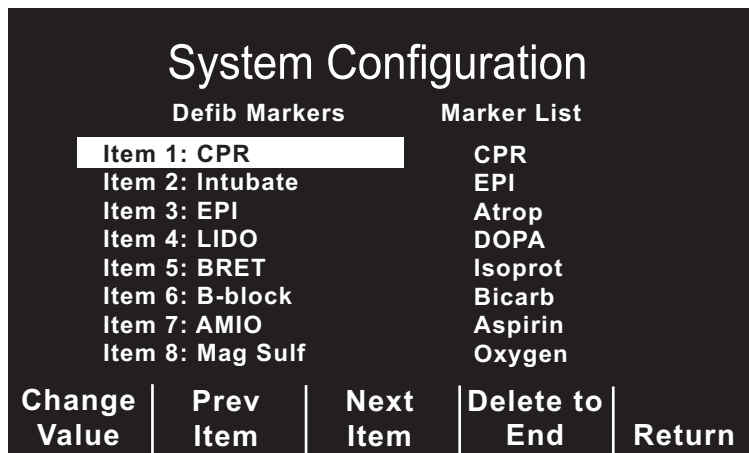 System Configuration
Defib Markers
Item 1: CPR
Item 2: Intubate
Item 3: EPI
Item 4: LIDO
Item 5: BRET
Item 6: B-block
Item 7: AMIO
Item 8: Mag Sulf
Marker List
CPR
EPI
Atrop
DOPA
Isoprot
Bicarb
Aspirin
Oxygen
Change
Value
Prev
Item
Next
Item
Delete to
End
Return